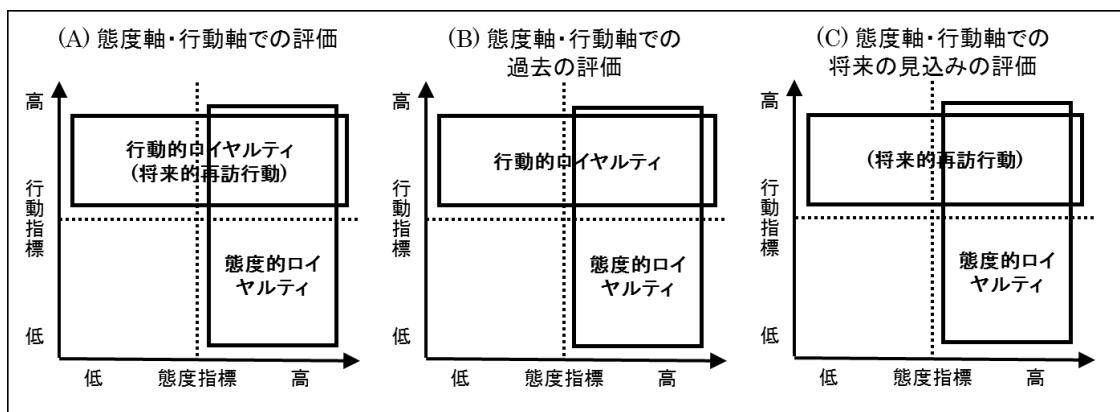 (A) 態度軸・行動軸での評価
高
行動的ロイヤルティ
(将来的再訪行動)
行動指標
態度的ロイ
ヤルティ
低
低 態度指標 高
(B) 態度軸・行動軸での
過去の評価
高
行動的ロイヤルティ
行動指標
態度的ロイ
ヤルティ
低
低 態度指標 高
(C) 態度軸・行動軸での
将来の見込みの評価
高
(将来的再訪行動)
行動指標
態度的ロイ
ヤルティ
低
低 態度指標 高